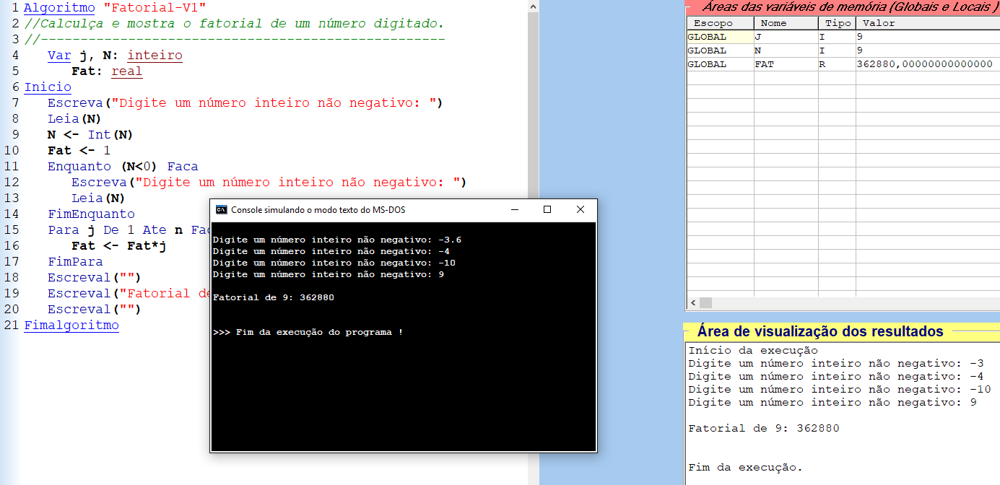 1 Algoritmo "Fatorial-V1"
2 //Calculça e mostra o fatorial de um número digitado.
3 //---------------------------------------------------
4 Var j, N: inteiro
5 Fat: real
6 Inicio
7 Escreva("Digite um número inteiro não negativo: ")
8 Leia(N)
9 N <- Int(N)
10 Fat <- 1
11 Enquanto (N<0) Faca
12 Escreva("Digite um número inteiro não negativo: ")
13 Leia(N)
14 FimEnquanto
15 Para j De 1 Ate n Fac
16 Fat <- Fat*j
17 FimPara
18 Escreval("")
19 Escreval("Fatorial de
20 Escreval("")
21 Fimalgoritmo
Console simulando o modo texto do MS-DOS
Digite um número inteiro não negativo: -3.6
Digite um número inteiro não negativo: -4
Digite um número inteiro não negativo: -10
Digite um número inteiro não negativo: 9
Fatorial de 9: 362880
>>> Fim da execução do programa !
Áreas das variáveis de memória (Globais e Locais )
Escopo Nome Tipo Valor
GLOBAL J I 9
GLOBAL N I 9
GLOBAL FAT R 362880,00000000000000
Área de visualização dos resultados
Início da execução
Digite um número inteiro não negativo: -3
Digite um número inteiro não negativo: -4
Digite um número inteiro não negativo: -10
Digite um número inteiro não negativo: 9
Fatorial de 9: 362880
Fim da execução.